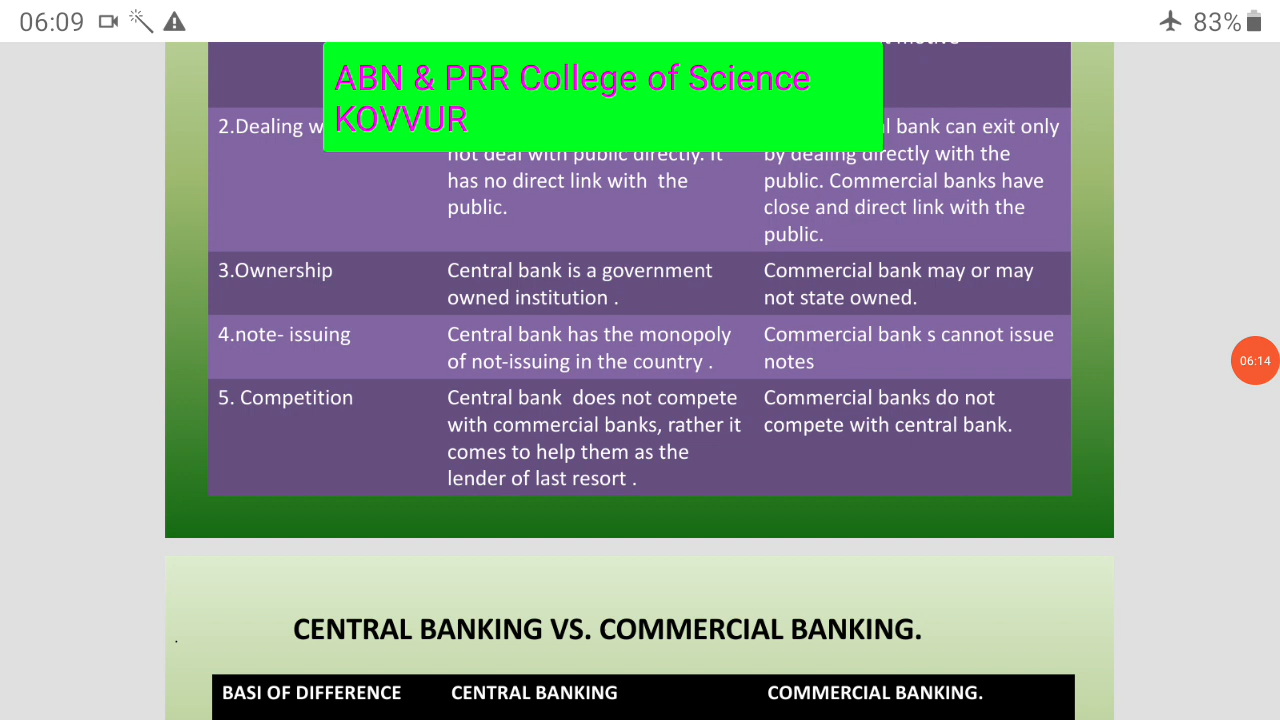 06:09
83%
ABN & PRR College of Science
KOVVUR
2.Dealing
not deal with public directly. It
has no direct link with the
public.
bank can exit only
by dealing directly with the
public. Commercial banks have
close and direct link with the
public.
3.Ownership
Central bank is a government
owned institution .
Commercial bank may or may
not state owned.
4.note- issuing
Central bank has the monopoly
of not-issuing in the country .
Commercial bank s cannot issue
notes
5. Competition
Central bank does not compete
with commercial banks, rather it
comes to help them as the
lender of last resort .
Commercial banks do not
compete with central bank.
06:14
.
CENTRAL BANKING VS. COMMERCIAL BANKING.
BASI OF DIFFERENCE
CENTRAL BANKING
COMMERCIAL BANKING.